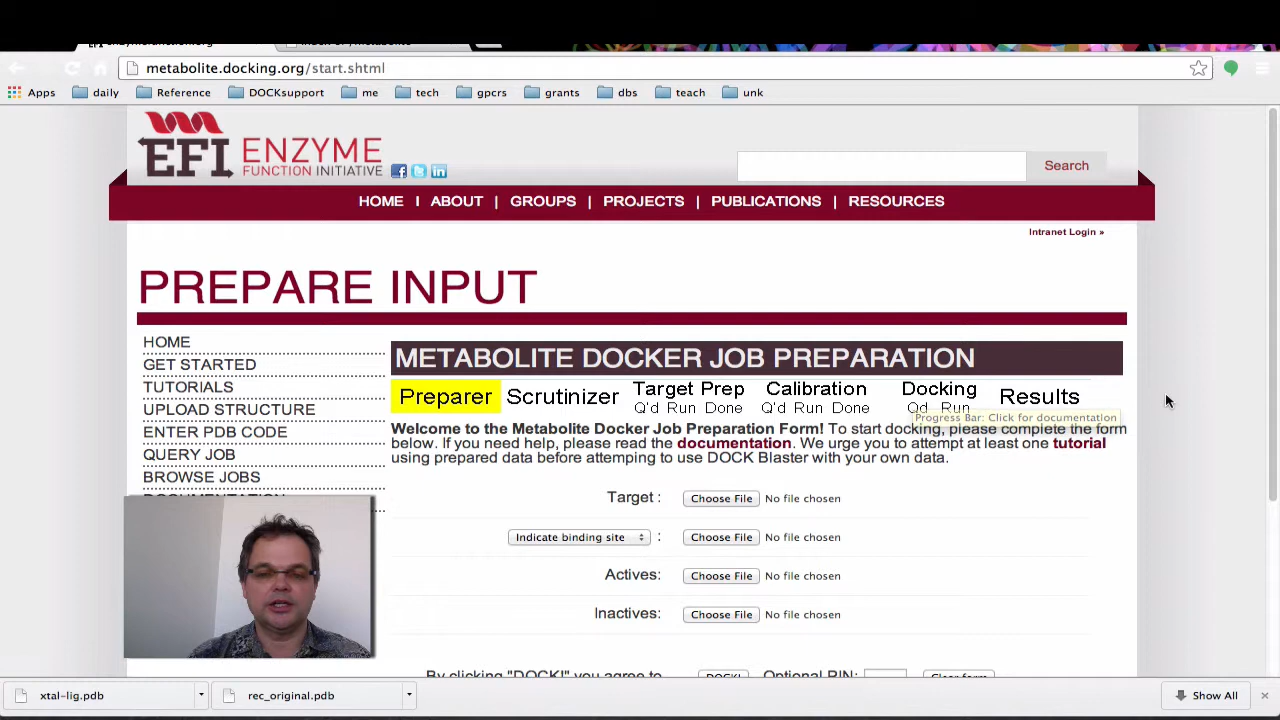 metabolite.docking.org/start.shtml
Apps daily Reference DOCKsupport me tech gpcrs grants dbs teach unk
EFI ENZYME
FUNCTION INITIATIVE
Search
HOME | ABOUT | GROUPS | PROJECTS | PUBLICATIONS | RESOURCES
Intranet Login »
PREPARE INPUT
HOME
GET STARTED
TUTORIALS
UPLOAD STRUCTURE
ENTER PDB CODE
QUERY JOB
BROWSE JOBS
DOCUMENTATION
METABOLITE DOCKER JOB PREPARATION
Preparer Scrutinizer Target Prep Calibration Docking Results
Q'd Run Done Q'd Run Done Qd Run
Progress Bar: Click for documentation
Welcome to the Metabolite Docker Job Preparation Form! To start docking, please complete the form
below. If you need help, please read the documentation. We urge you to attempt at least one tutorial
using prepared data before attempting to use DOCK Blaster with your own data.
Target : Choose File No file chosen
Indicate binding site : Choose File No file chosen
Actives: Choose File No file chosen
Inactives: Choose File No file chosen
By clicking "DOCK!" you agree to DOCK! Optional PIN: Clear form
xtal-lig.pdb rec_original.pdb Show All